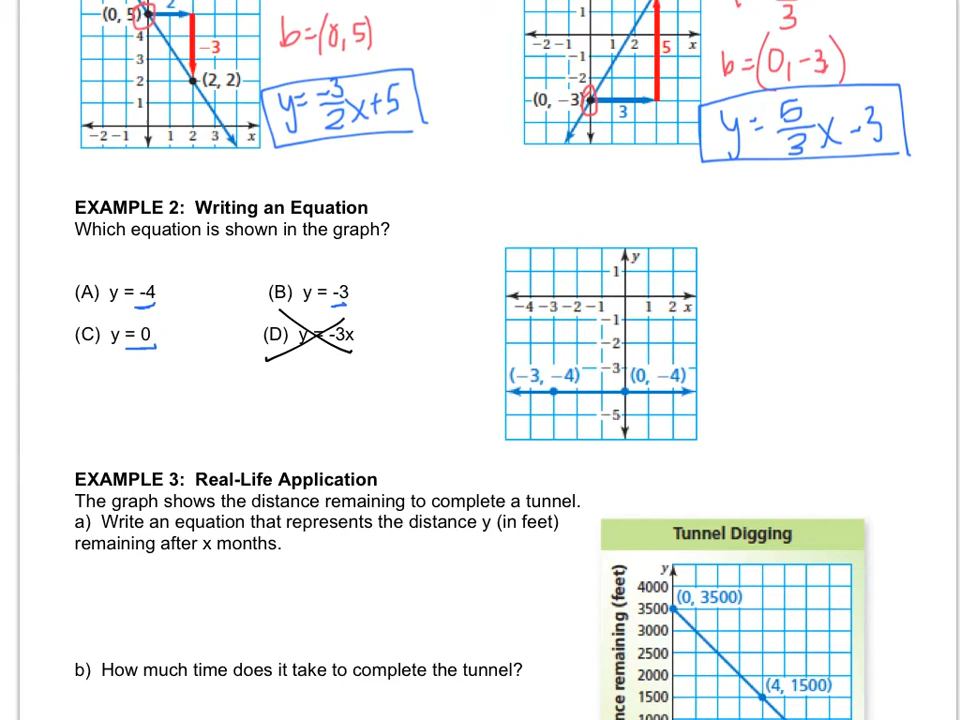 (0, 5)
2
4
3
2
1
-3
(2, 2)
-2 -1 1 2 3 x
b=(0,5)
y=-3/2x+5
1
-2 -1 1 2 x
-1
-2
5
(0, -3)
3
3
b=(0,-3)
y=5/3x-3
EXAMPLE 2: Writing an Equation
Which equation is shown in the graph?
(A) y = -4
(B) y = -3
(C) y = 0
(D) y = -3x
y
1
-4 -3 -2 -1 1 2 x
-1
-2
-3
(-3, -4)
(0, -4)
-5
EXAMPLE 3: Real-Life Application
The graph shows the distance remaining to complete a tunnel.
a) Write an equation that represents the distance y (in feet)
remaining after x months.
b) How much time does it take to complete the tunnel?
Tunnel Digging
nce remaining (feet)
y
4000
3500
3000
2500
2000
1500
1000
(0, 3500)
(4, 1500)